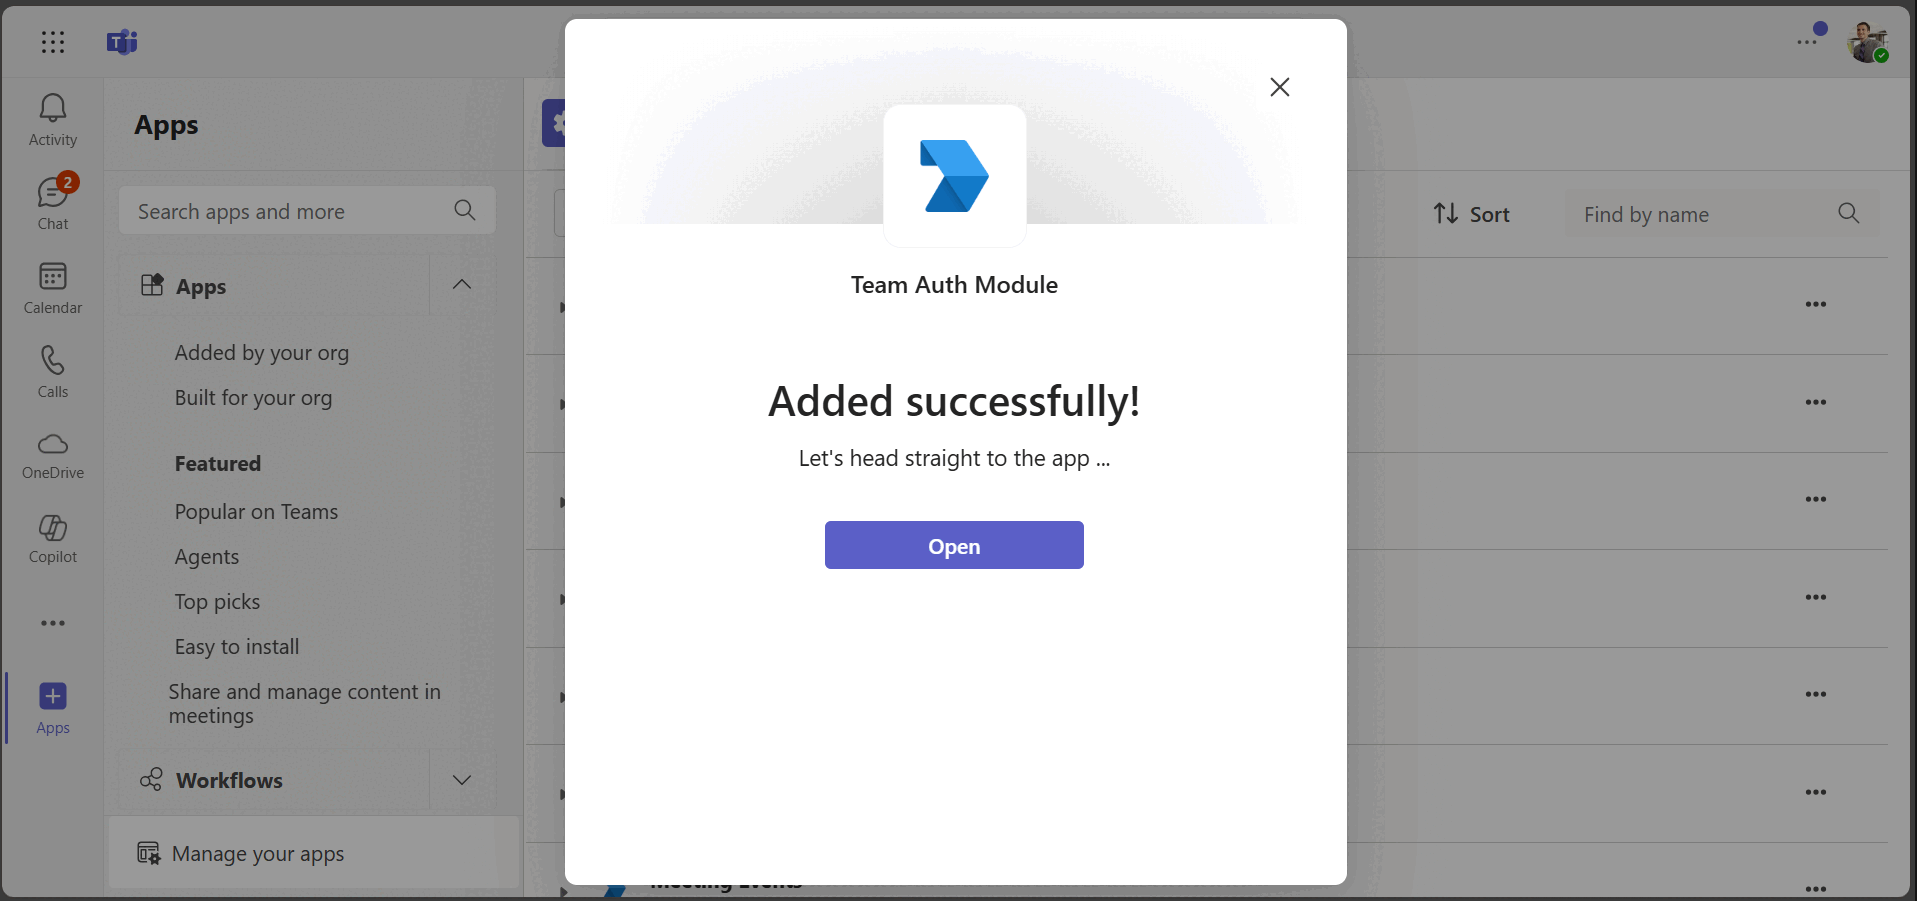 Activity
2
Chat
Calendar
Calls
OneDrive
Copilot
Apps
Apps
Search apps and more
Apps
Added by your org
Built for your org
Featured
Popular on Teams
Agents
Top picks
Easy to install
Share and manage content in
meetings
Workflows
Manage your apps
Sort
Find by name
Team Auth Module
Added successfully!
Let's head straight to the app ...
Open
Meeting Events